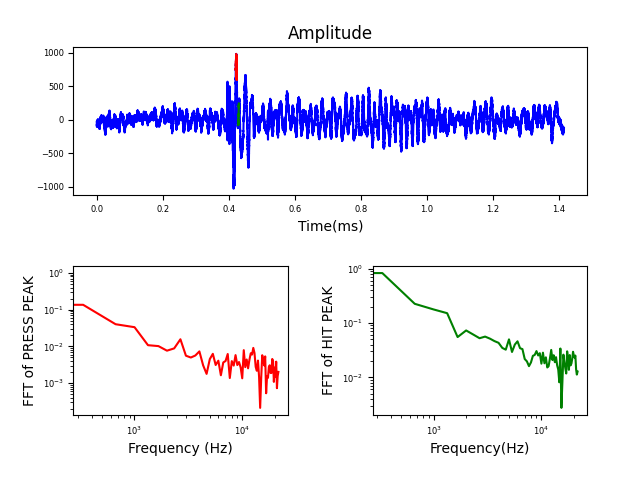 Amplitude
1000
500
0
−500
−1000
0.0 0.2 0.4 0.6 0.8 1.0 1.2 1.4
Time(ms)
FFT of PRESS PEAK
10⁰
10⁻¹
10⁻²
10⁻³
10³ 10⁴
Frequency (Hz)
FFT of HIT PEAK
10⁰
10⁻¹
10⁻²
10³ 10⁴
Frequency(Hz)